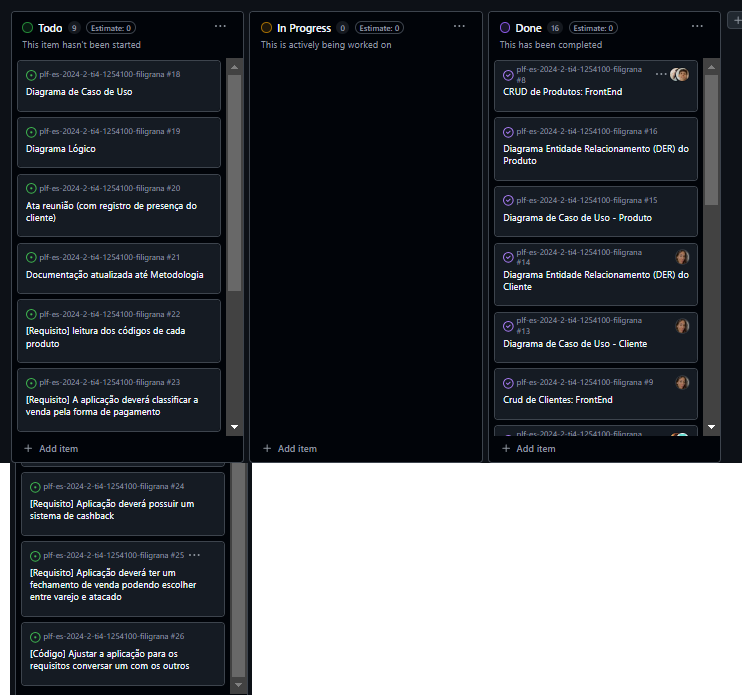 Todo 9 Estimate: 0 ...
This item hasn't been started
plf-es-2024-2-ti4-1254100-filigrana #18
Diagrama de Caso de Uso
plf-es-2024-2-ti4-1254100-filigrana #19
Diagrama Lógico
plf-es-2024-2-ti4-1254100-filigrana #20
Ata reunião (com registro de presença do
cliente)
plf-es-2024-2-ti4-1254100-filigrana #21
Documentação atualizada até Metodologia
plf-es-2024-2-ti4-1254100-filigrana #22
[Requisito] leitura dos códigos de cada
produto
plf-es-2024-2-ti4-1254100-filigrana #23
[Requisito] A aplicação deverá classificar a
venda pela forma de pagamento
+ Add item
In Progress 0 Estimate: 0 ...
This is actively being worked on
+ Add item
Done 16 Estimate: 0 ...
This has been completed
plf-es-2024-2-ti4-1254100-filigrana
#8
CRUD de Produtos: FrontEnd
plf-es-2024-2-ti4-1254100-filigrana #16
Diagrama Entidade Relacionamento (DER) do
Produto
plf-es-2024-2-ti4-1254100-filigrana #15
Diagrama de Caso de Uso - Produto
plf-es-2024-2-ti4-1254100-filigrana
#14
Diagrama Entidade Relacionamento (DER) do
Cliente
plf-es-2024-2-ti4-1254100-filigrana
#13
Diagrama de Caso de Uso - Cliente
plf-es-2024-2-ti4-1254100-filigrana #9
Crud de Clientes: FrontEnd
plf-es-2024-2-ti4-1254100-filigrana
+ Add item
plf-es-2024-2-ti4-1254100-filigrana #24
[Requisito] Aplicação deverá possuir um
sistema de cashback
plf-es-2024-2-ti4-1254100-filigrana #25 ...
[Requisito] Aplicação deverá ter um
fechamento de venda podendo escolher
entre varejo e atacado
plf-es-2024-2-ti4-1254100-filigrana #26
[Código] Ajustar a aplicação para os
requisitos conversar um com os outros